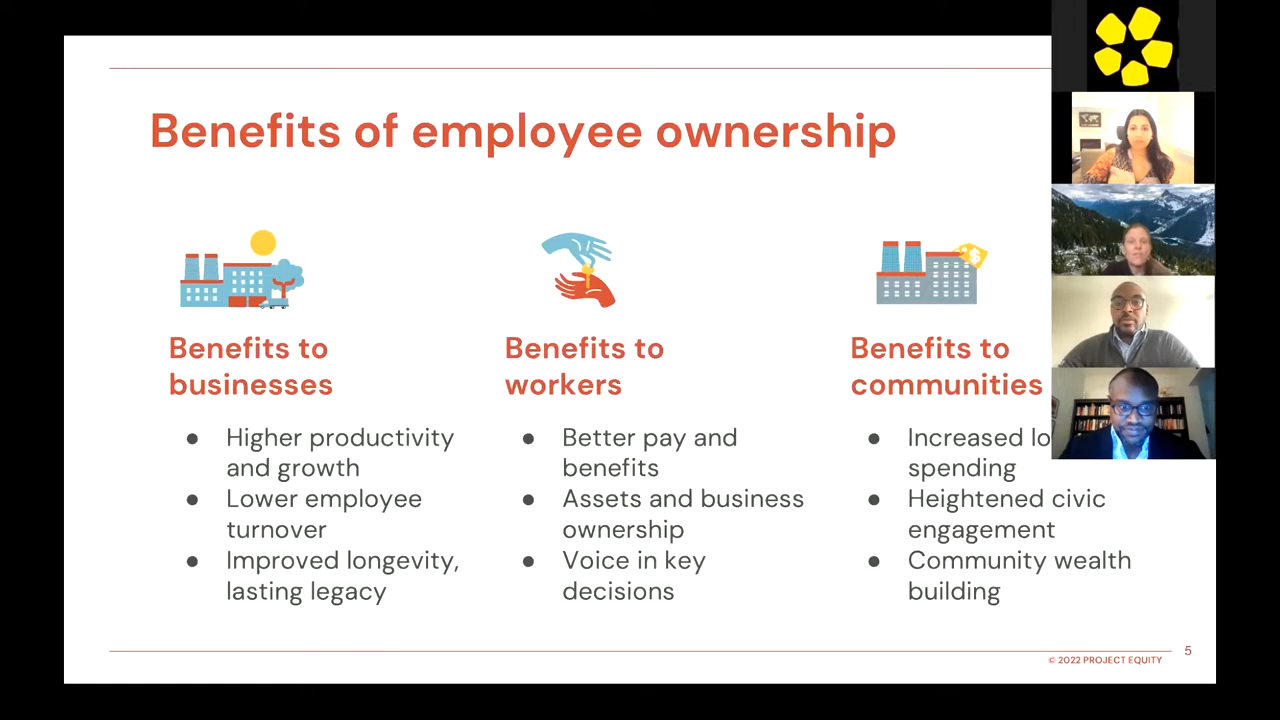 Benefits of employee ownership
Benefits to
businesses
● Higher productivity
and growth
● Lower employee
turnover
● Improved longevity,
lasting legacy
Benefits to
workers
● Better pay and
benefits
● Assets and business
ownership
● Voice in key
decisions
Benefits to
communities
● Increased
spending
● Heightened civic
engagement
● Community wealth
building
5
© 2022 PROJECT EQUITY